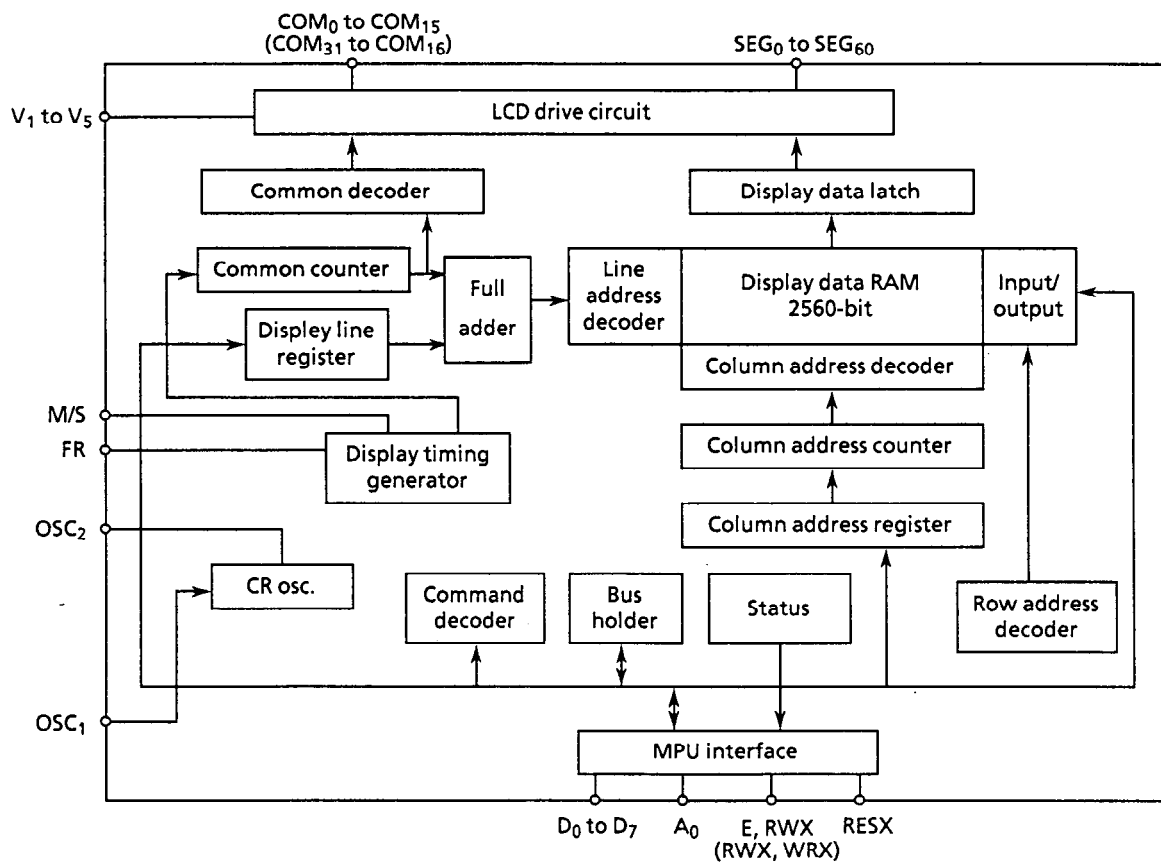 COM₀ to COM₁₅
(COM₃₁ to COM₁₆)
SEG₀ to SEG₆₀
V₁ to V₅
LCD drive circuit
Common decoder
Display data latch
Common counter
Full
adder
Line
address
decoder
Display data RAM
2560-bit
Input/
output
Display line
register
Column address decoder
M/S
FR
Display timing
generator
Column address counter
OSC₂
Column address register
CR osc.
Command
decoder
Bus
holder
Status
Row address
decoder
OSC₁
MPU interface
D₀ to D₇
A₀
E, RWX
(RWX, WRX)
RESX